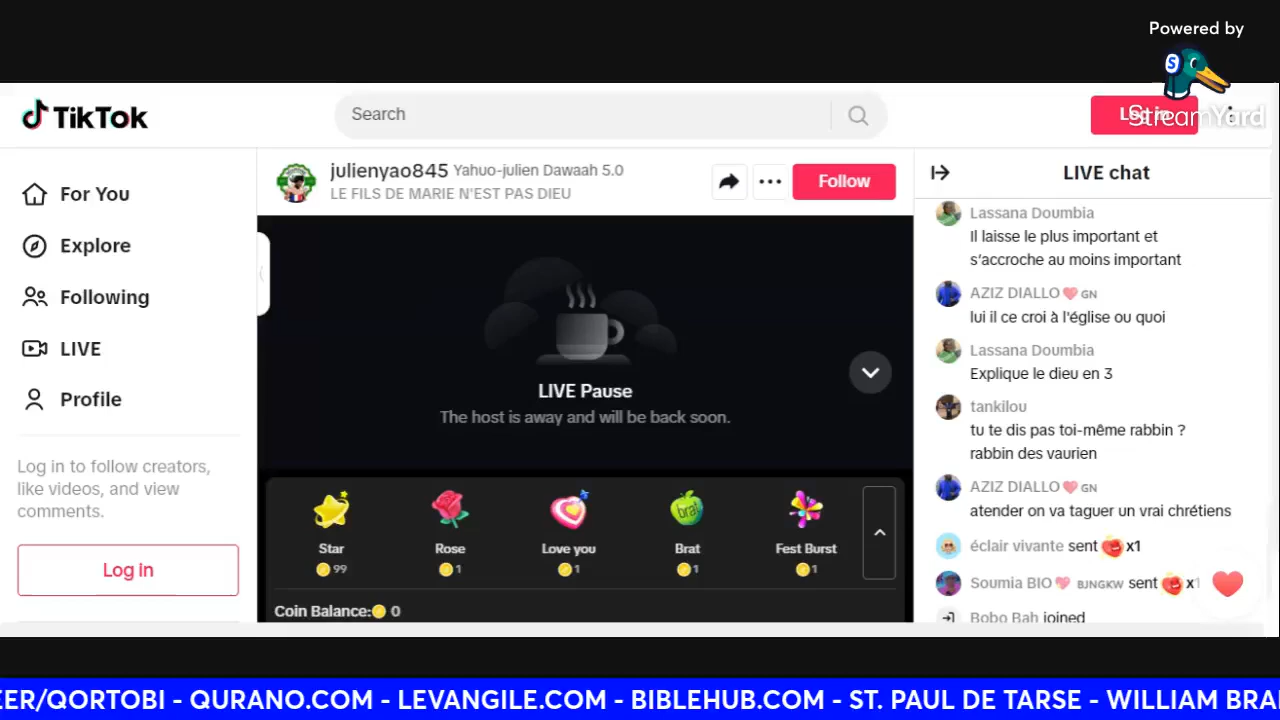 Powered by
StreamYard
TikTok
Search
Log in
For You
Explore
Following
LIVE
Profile
Log in to follow creators,
like videos, and view
comments.
Log in
julienyao845 Yahuo-julien Dawaah 5.0
LE FILS DE MARIE N'EST PAS DIEU
Follow
LIVE Pause
The host is away and will be back soon.
Star
99
Rose
1
Love you
1
bra!
Brat
1
Fest Burst
1
Coin Balance: 0
LIVE chat
Lassana Doumbia
Il laisse le plus important et
s'accroche au moins important
AZIZ DIALLO GN
lui il ce croi à l'église ou quoi
Lassana Doumbia
Explique le dieu en 3
tankilou
tu te dis pas toi-même rabbin ?
rabbin des vaurien
AZIZ DIALLO GN
atender on va taguer un vrai chrétiens
éclair vivante sent x1
Soumia BIO BJNGKW sent x1
Bobo Bah joined
EER/QORTOBI - QURANO.COM - LEVANGILE.COM - BIBLEHUB.COM - ST. PAUL DE TARSE - WILLIAM BRA